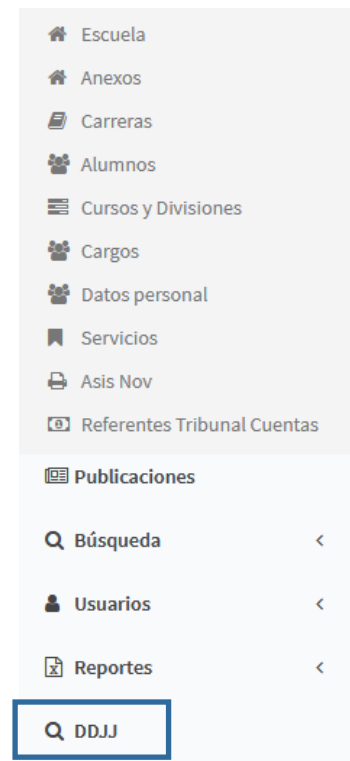 Escuela
Anexos
Carreras
Alumnos
Cursos y Divisiones
Cargos
Datos personal
Servicios
Asis Nov
Referentes Tribunal Cuentas
Publicaciones
Búsqueda
Usuarios
Reportes
DDJJ